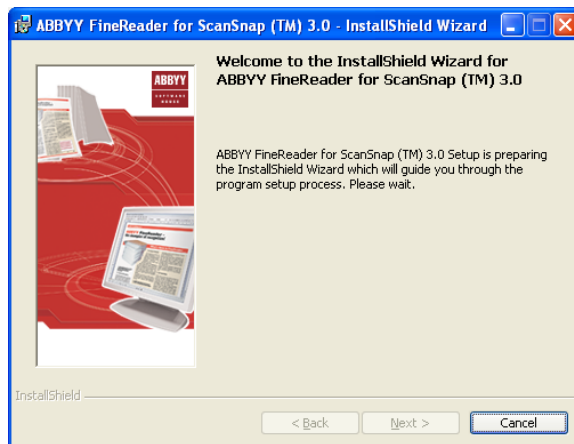 ABBYY FineReader for ScanSnap (TM) 3.0 - InstallShield Wizard
ABBYY
SOFTWARE
HOUSE
Welcome to the InstallShield Wizard for
ABBYY FineReader for ScanSnap (TM) 3.0
ABBYY FineReader for ScanSnap (TM) 3.0 Setup is preparing
the InstallShield Wizard which will guide you through the
program setup process. Please wait.
InstallShield
< Back
Next >
Cancel